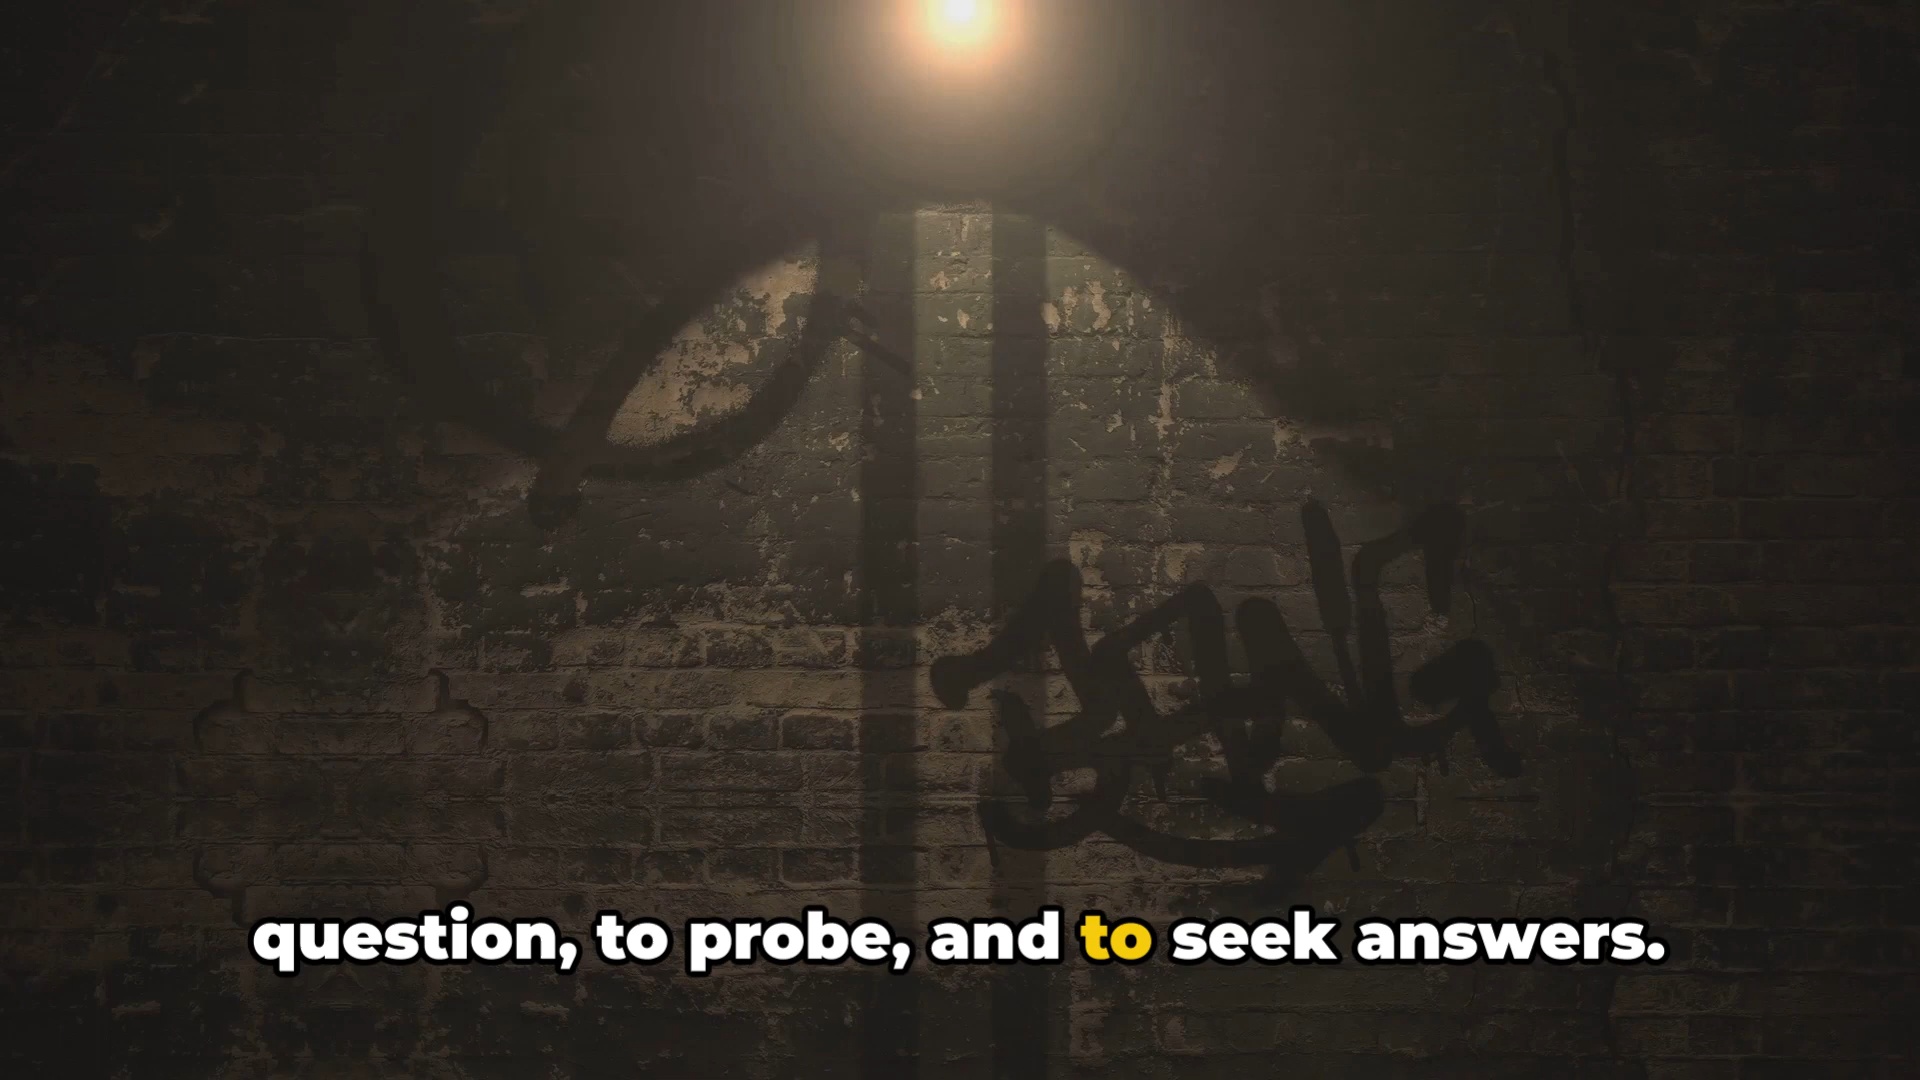 question, to probe, and to seek answers.